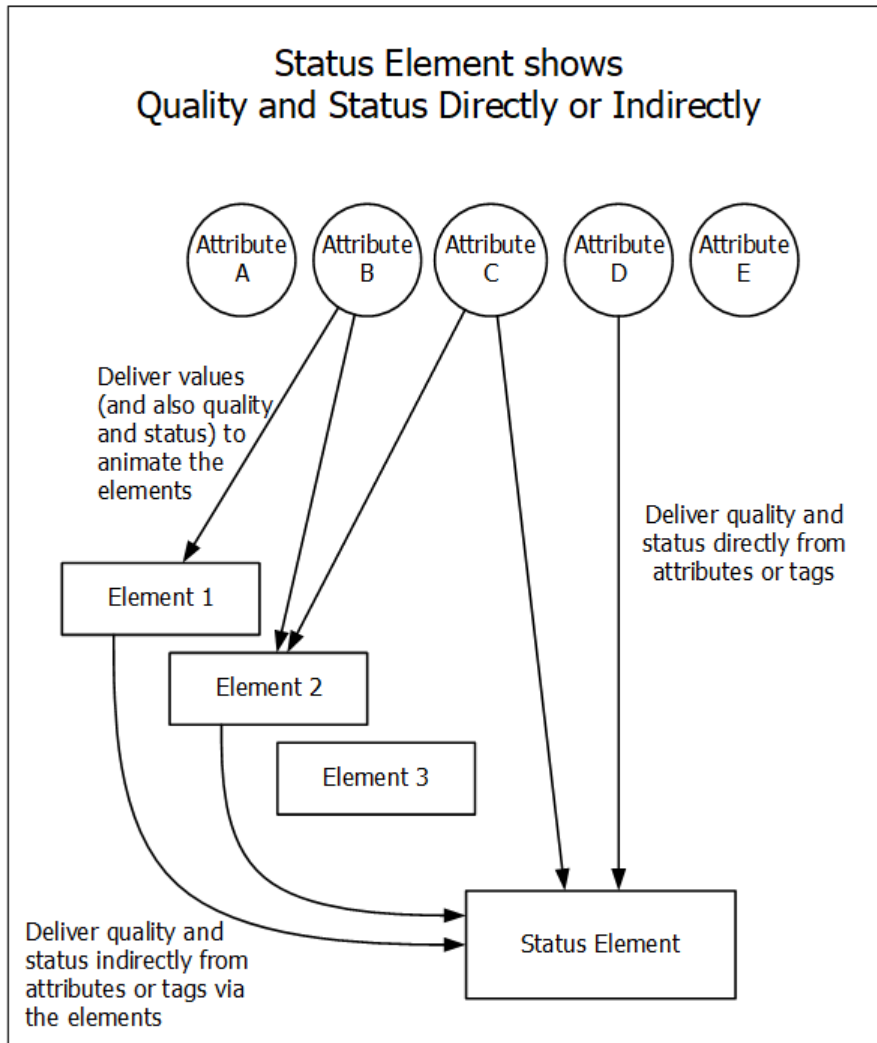 Status Element shows
Quality and Status Directly or Indirectly
Attribute
A
Attribute
B
Attribute
C
Attribute
D
Attribute
E
Deliver values
(and also quality
and status) to
animate the
elements
Deliver quality and
status directly from
attributes or tags
Element 1
Element 2
Element 3
Status Element
Deliver quality and
status indirectly from
attributes or tags via
the elements